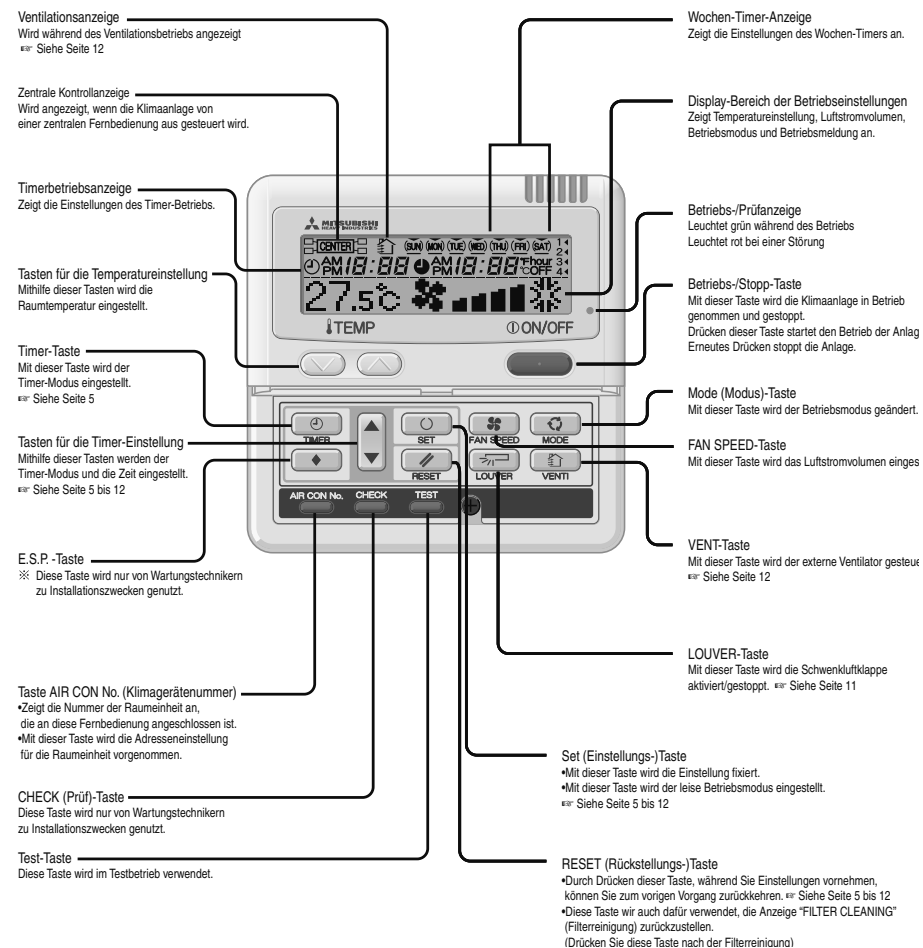 Ventilationsanzeige
Wird während des Ventilationsbetriebs angezeigt
☞ Siehe Seite 12
Zentrale Kontrollanzeige
Wird angezeigt, wenn die Klimaanlage von
einer zentralen Fernbedienung aus gesteuert wird.
Timerbetriebsanzeige
Zeigt die Einstellungen des Timer-Betriebs.
Tasten für die Temperatureinstellung
Mithilfe dieser Tasten wird die
Raumtemperatur eingestellt.
Timer-Taste
Mit dieser Taste wird der
Timer-Modus eingestellt.
☞ Siehe Seite 5
Tasten für die Timer-Einstellung
Mithilfe dieser Tasten werden der
Timer-Modus und die Zeit eingestellt.
☞ Siehe Seite 5 bis 12
E.S.P. -Taste
※ Diese Taste wird nur von Wartungstechnikern
zu Installationszwecken genutzt.
Taste AIR CON No. (Klimagerätenummer)
•Zeigt die Nummer der Raumeinheit an,
die an diese Fernbedienung angeschlossen ist.
•Mit dieser Taste wird die Adresseneinstellung
für die Raumeinheit vorgenommen.
CHECK (Prüf)-Taste
Diese Taste wird nur von Wartungstechnikern
zu Installationszwecken genutzt.
Test-Taste
Diese Taste wird im Testbetrieb verwendet.
MITSUBISHI
HEAVY INDUSTRIES
CENTER (SUN) (MON) (TUE) (WED) (THU) (FRI) (SAT) 1
2
AM 18:88 AM 18:88 °F hour 3
PM PM °C OFF 4
27.5°C
TEMP ON/OFF
TIMER SET FAN SPEED MODE
RESET LOUVER VENTI
AIR CON No. CHECK TEST
Wochen-Timer-Anzeige
Zeigt die Einstellungen des Wochen-Timers an.
Display-Bereich der Betriebseinstellungen
Zeigt Temperatureinstellung, Luftstromvolumen,
Betriebsmodus und Betriebsmeldung an.
Betriebs-/Prüfanzeige
Leuchtet grün während des Betriebs
Leuchtet rot bei einer Störung
Betriebs-/Stopp-Taste
Mit dieser Taste wird die Klimaanlage in Betrieb
genommen und gestoppt.
Drücken dieser Taste startet den Betrieb der Anlag
Erneutes Drücken stoppt die Anlage.
Mode (Modus)-Taste
Mit dieser Taste wird der Betriebsmodus geändert.
FAN SPEED-Taste
Mit dieser Taste wird das Luftstromvolumen einges
VENT-Taste
Mit dieser Taste wird der externe Ventilator gesteue
☞ Siehe Seite 12
LOUVER-Taste
Mit dieser Taste wird die Schwenkluftklappe
aktiviert/gestoppt. ☞ Siehe Seite 11
Set (Einstellungs-)Taste
•Mit dieser Taste wird die Einstellung fixiert.
•Mit dieser Taste wird der leise Betriebsmodus eingestellt.
☞ Siehe Seite 5 bis 12
RESET (Rückstellungs-)Taste
•Durch Drücken dieser Taste, während Sie Einstellungen vornehmen,
können Sie zum vorigen Vorgang zurückkehren. ☞ Siehe Seite 5 bis 12
•Diese Taste wir auch dafür verwendet, die Anzeige “FILTER CLEANING”
(Filterreinigung) zurückzustellen.
(Drücken Sie diese Taste nach der Filterreinigung)